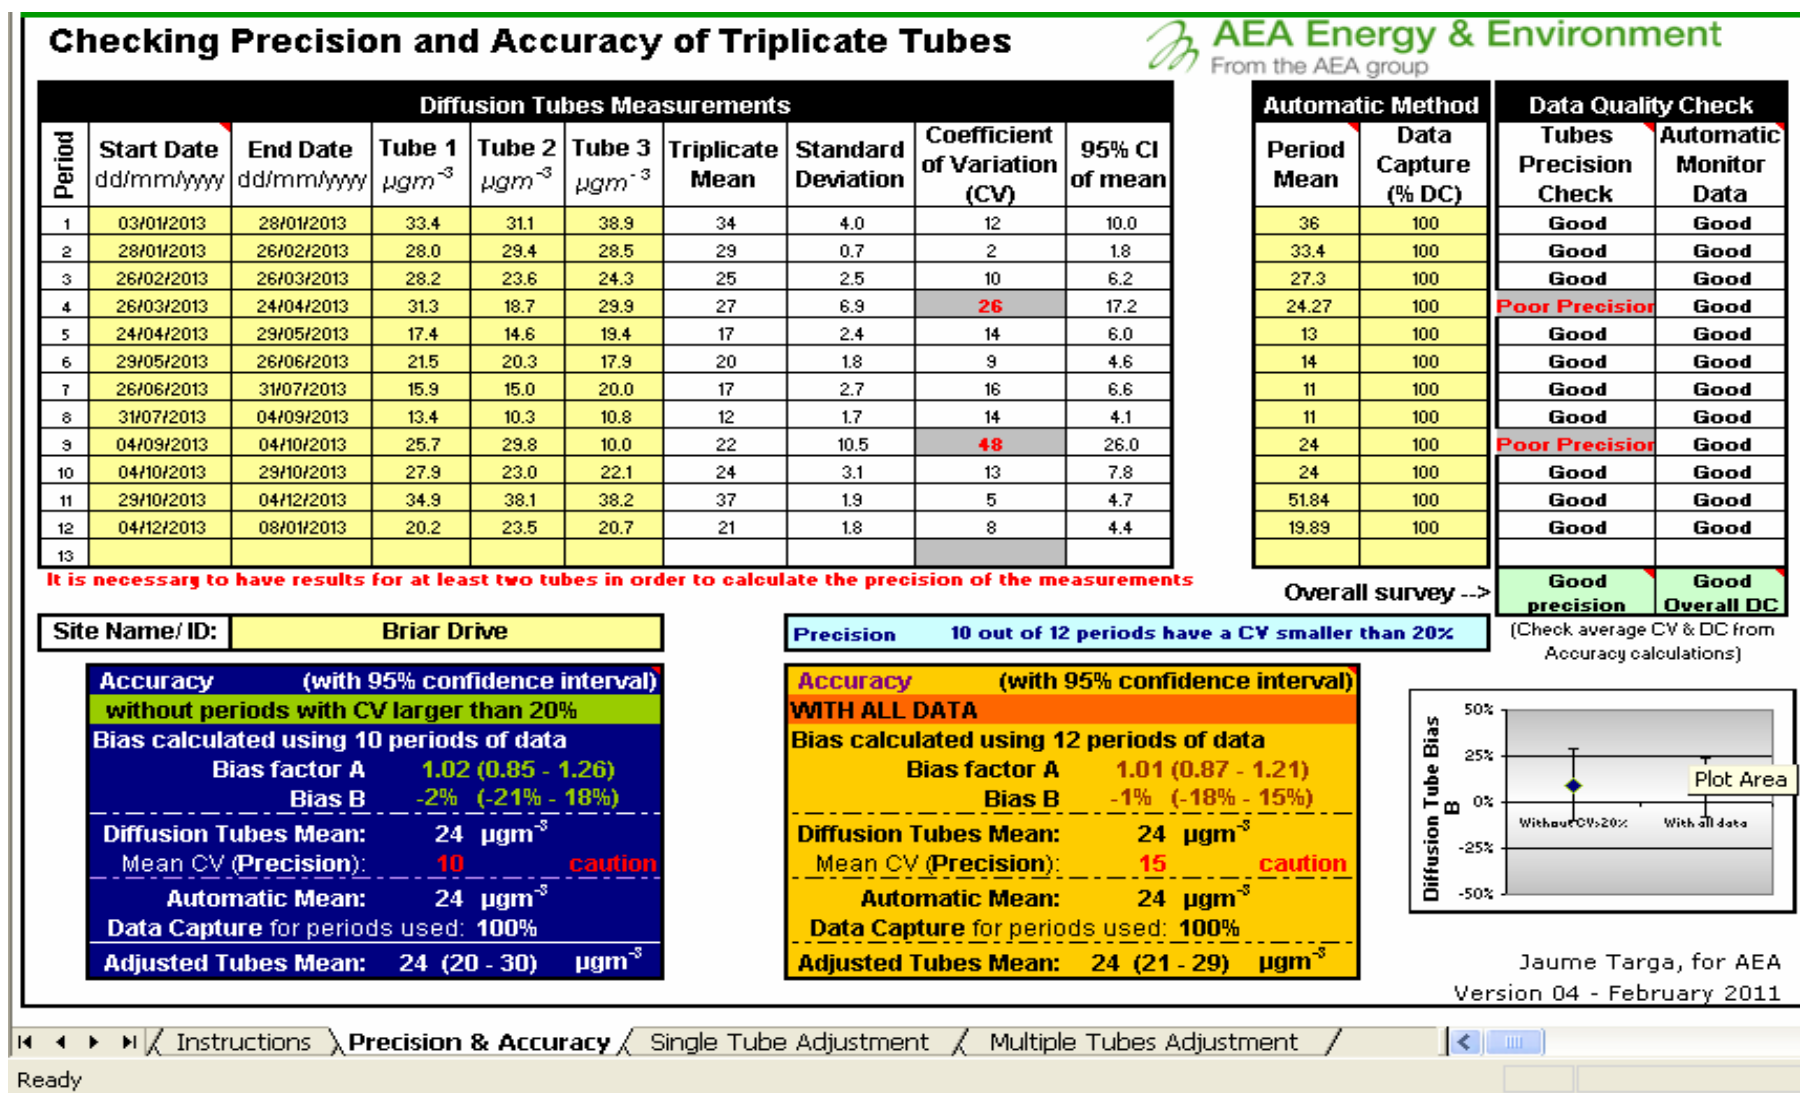 Checking Precision and Accuracy of Triplicate Tubes
AEA Energy & Environment
From the AEA group
Diffusion Tubes Measurements
Automatic Method
Data Quality Check
Period
Start Date dd/mm/yyyy
End Date dd/mm/yyyy
Tube 1 µgm-3
Tube 2 µgm-3
Tube 3 µgm-3
Triplicate Mean
Standard Deviation
Coefficient of Variation (CV)
95% CI of mean
Period Mean
Data Capture (% DC)
Tubes Precision Check
Automatic Monitor Data
1 03/01/2013 28/01/2013 33.4 31.1 38.9 34 4.0 12 10.0 36 100 Good Good
2 28/01/2013 26/02/2013 28.0 29.4 28.5 29 0.7 2 1.8 33.4 100 Good Good
3 26/02/2013 26/03/2013 28.2 23.6 24.3 25 2.5 10 6.2 27.3 100 Good Good
4 26/03/2013 24/04/2013 31.3 18.7 29.9 27 6.9 26 17.2 24.27 100 Poor Precision Good
5 24/04/2013 29/05/2013 17.4 14.6 19.4 17 2.4 14 6.0 13 100 Good Good
6 29/05/2013 26/06/2013 21.5 20.3 17.9 20 1.8 9 4.6 14 100 Good Good
7 26/06/2013 31/07/2013 15.9 15.0 20.0 17 2.7 16 6.6 11 100 Good Good
8 31/07/2013 04/09/2013 13.4 10.3 10.8 12 1.7 14 4.1 11 100 Good Good
9 04/09/2013 04/10/2013 25.7 29.8 10.0 22 10.5 48 26.0 24 100 Poor Precision Good
10 04/10/2013 29/10/2013 27.9 23.0 22.1 24 3.1 13 7.8 24 100 Good Good
11 29/10/2013 04/12/2013 34.9 38.1 38.2 37 1.9 5 4.7 51.84 100 Good Good
12 04/12/2013 08/01/2013 20.2 23.5 20.7 21 1.8 8 4.4 19.89 100 Good Good
13
It is necessary to have results for at least two tubes in order to calculate the precision of the measurements
Overall survey -->
Good precision
Good Overall DC
(Check average CV & DC from
Accuracy calculations)
Site Name/ ID: Briar Drive
Precision 10 out of 12 periods have a CV smaller than 20%
Accuracy (with 95% confidence interval)
without periods with CV larger than 20%
Bias calculated using 10 periods of data
Bias factor A 1.02 (0.85 - 1.26)
Bias B -2% (-21% - 18%)
Diffusion Tubes Mean: 24 µgm-3
Mean CV (Precision): 10 caution
Automatic Mean: 24 µgm-3
Data Capture for periods used: 100%
Adjusted Tubes Mean: 24 (20 - 30) µgm-3
Accuracy (with 95% confidence interval)
WITH ALL DATA
Bias calculated using 12 periods of data
Bias factor A 1.01 (0.87 - 1.21)
Bias B -1% (-18% - 15%)
Diffusion Tubes Mean: 24 µgm-3
Mean CV (Precision): 15 caution
Automatic Mean: 24 µgm-3
Data Capture for periods used: 100%
Adjusted Tubes Mean: 24 (21 - 29) µgm-3
Diffusion Tube Bias B
50%
25%
0%
-25%
-50%
Without CV>20%
With all data
Plot Area
Jaume Targa, for AEA
Version 04 - February 2011
Instructions
Precision & Accuracy
Single Tube Adjustment
Multiple Tubes Adjustment
Ready